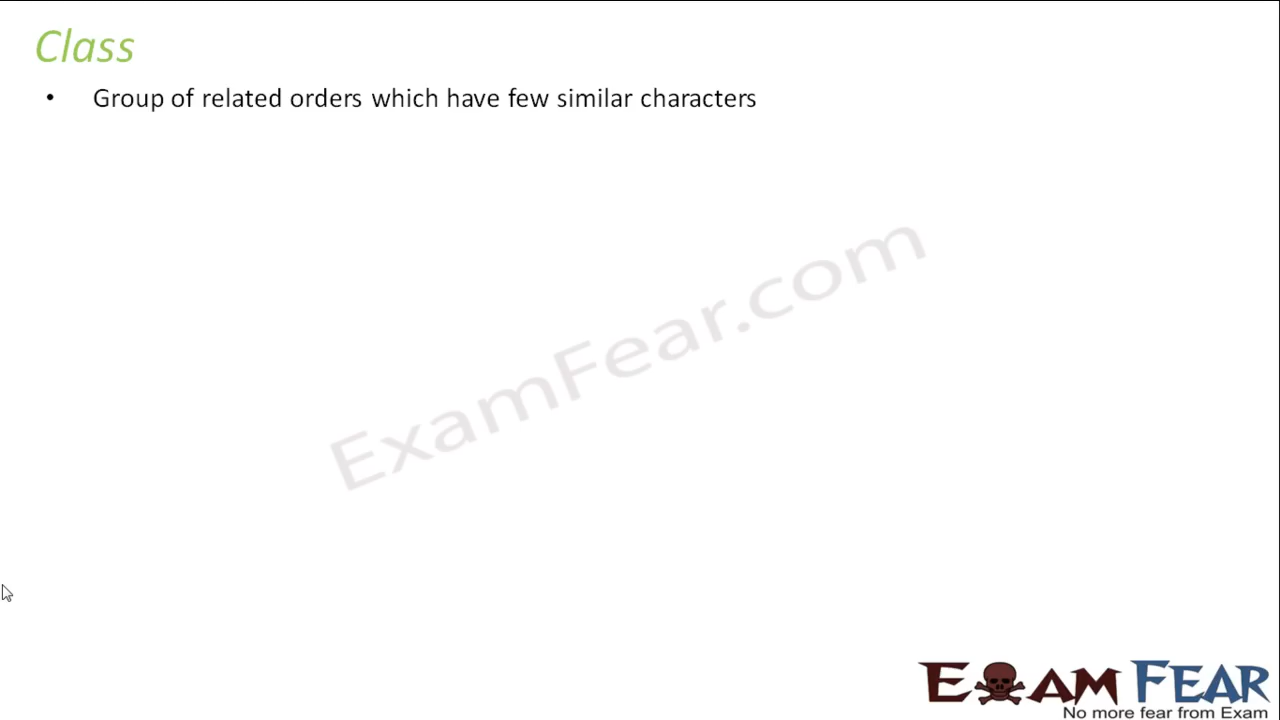 Class
• Group of related orders which have few similar characters
ExamFear.com
EXAM FEAR
No more fear from Exam